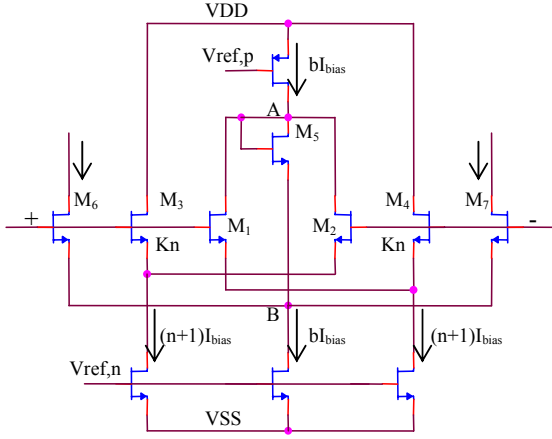 VDD
Vref,p
bIbias
A
M5
M6
M3
M4
M7
+
M1
M2
-
Kn
Kn
B
(n+1)Ibias
bIbias
(n+1)Ibias
Vref,n
VSS